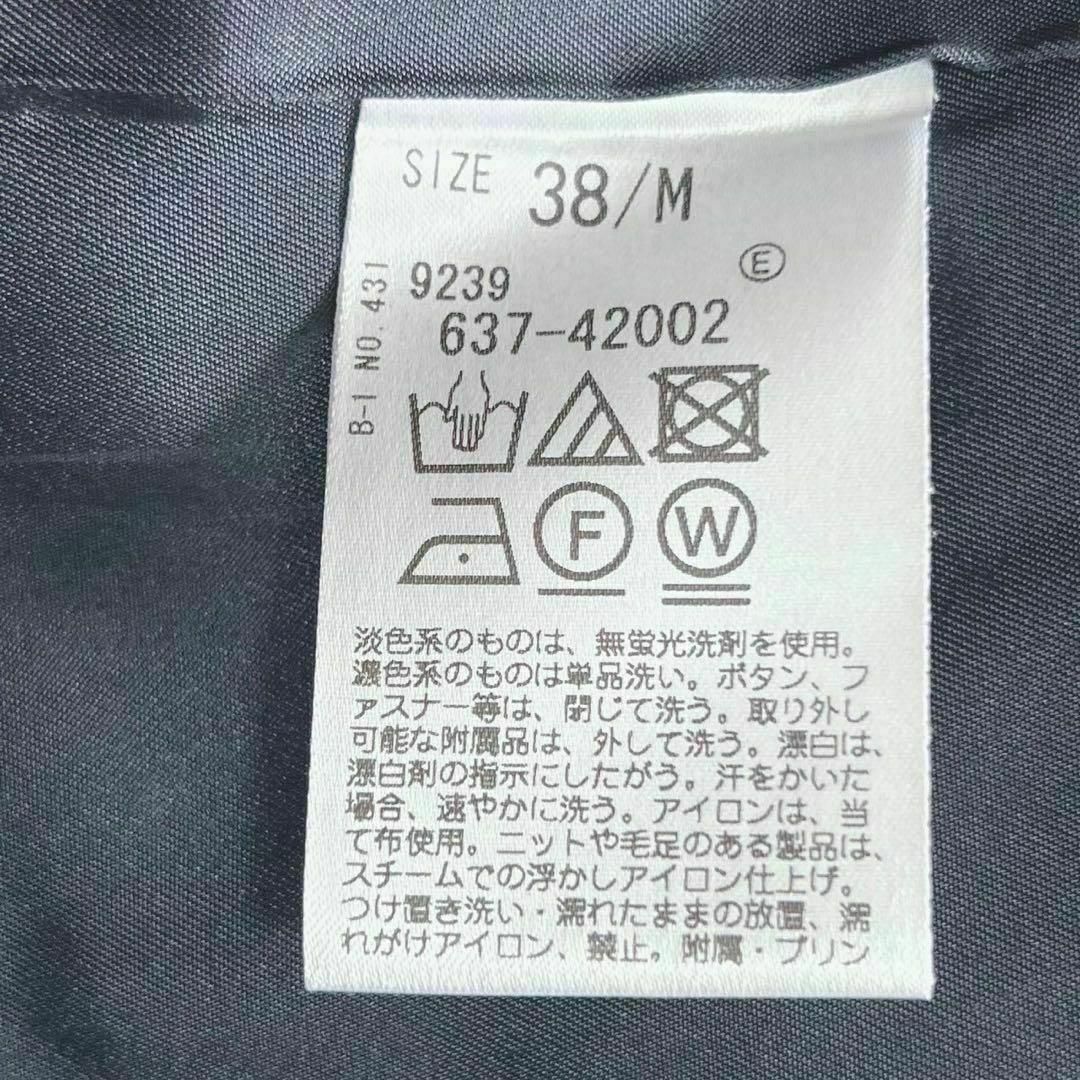 SIZE 38/M
E
9239
637-42002
B-1 NO.431
F W
淡色系のものは、無蛍光洗剤を使用。
濃色系のものは単品洗い。ボタン、フ
ァスナー等は、閉じて洗う。取り外し
可能な附属品は、外して洗う。漂白は、
漂白剤の指示にしたがう。汗をかいた
場合、速やかに洗う。アイロンは、当
て布使用。ニットや毛足のある製品は、
スチームでの浮かしアイロン仕上げ。
つけ置き洗い・濡れたままの放置、濡
れがけアイロン、禁止。附属・プリン